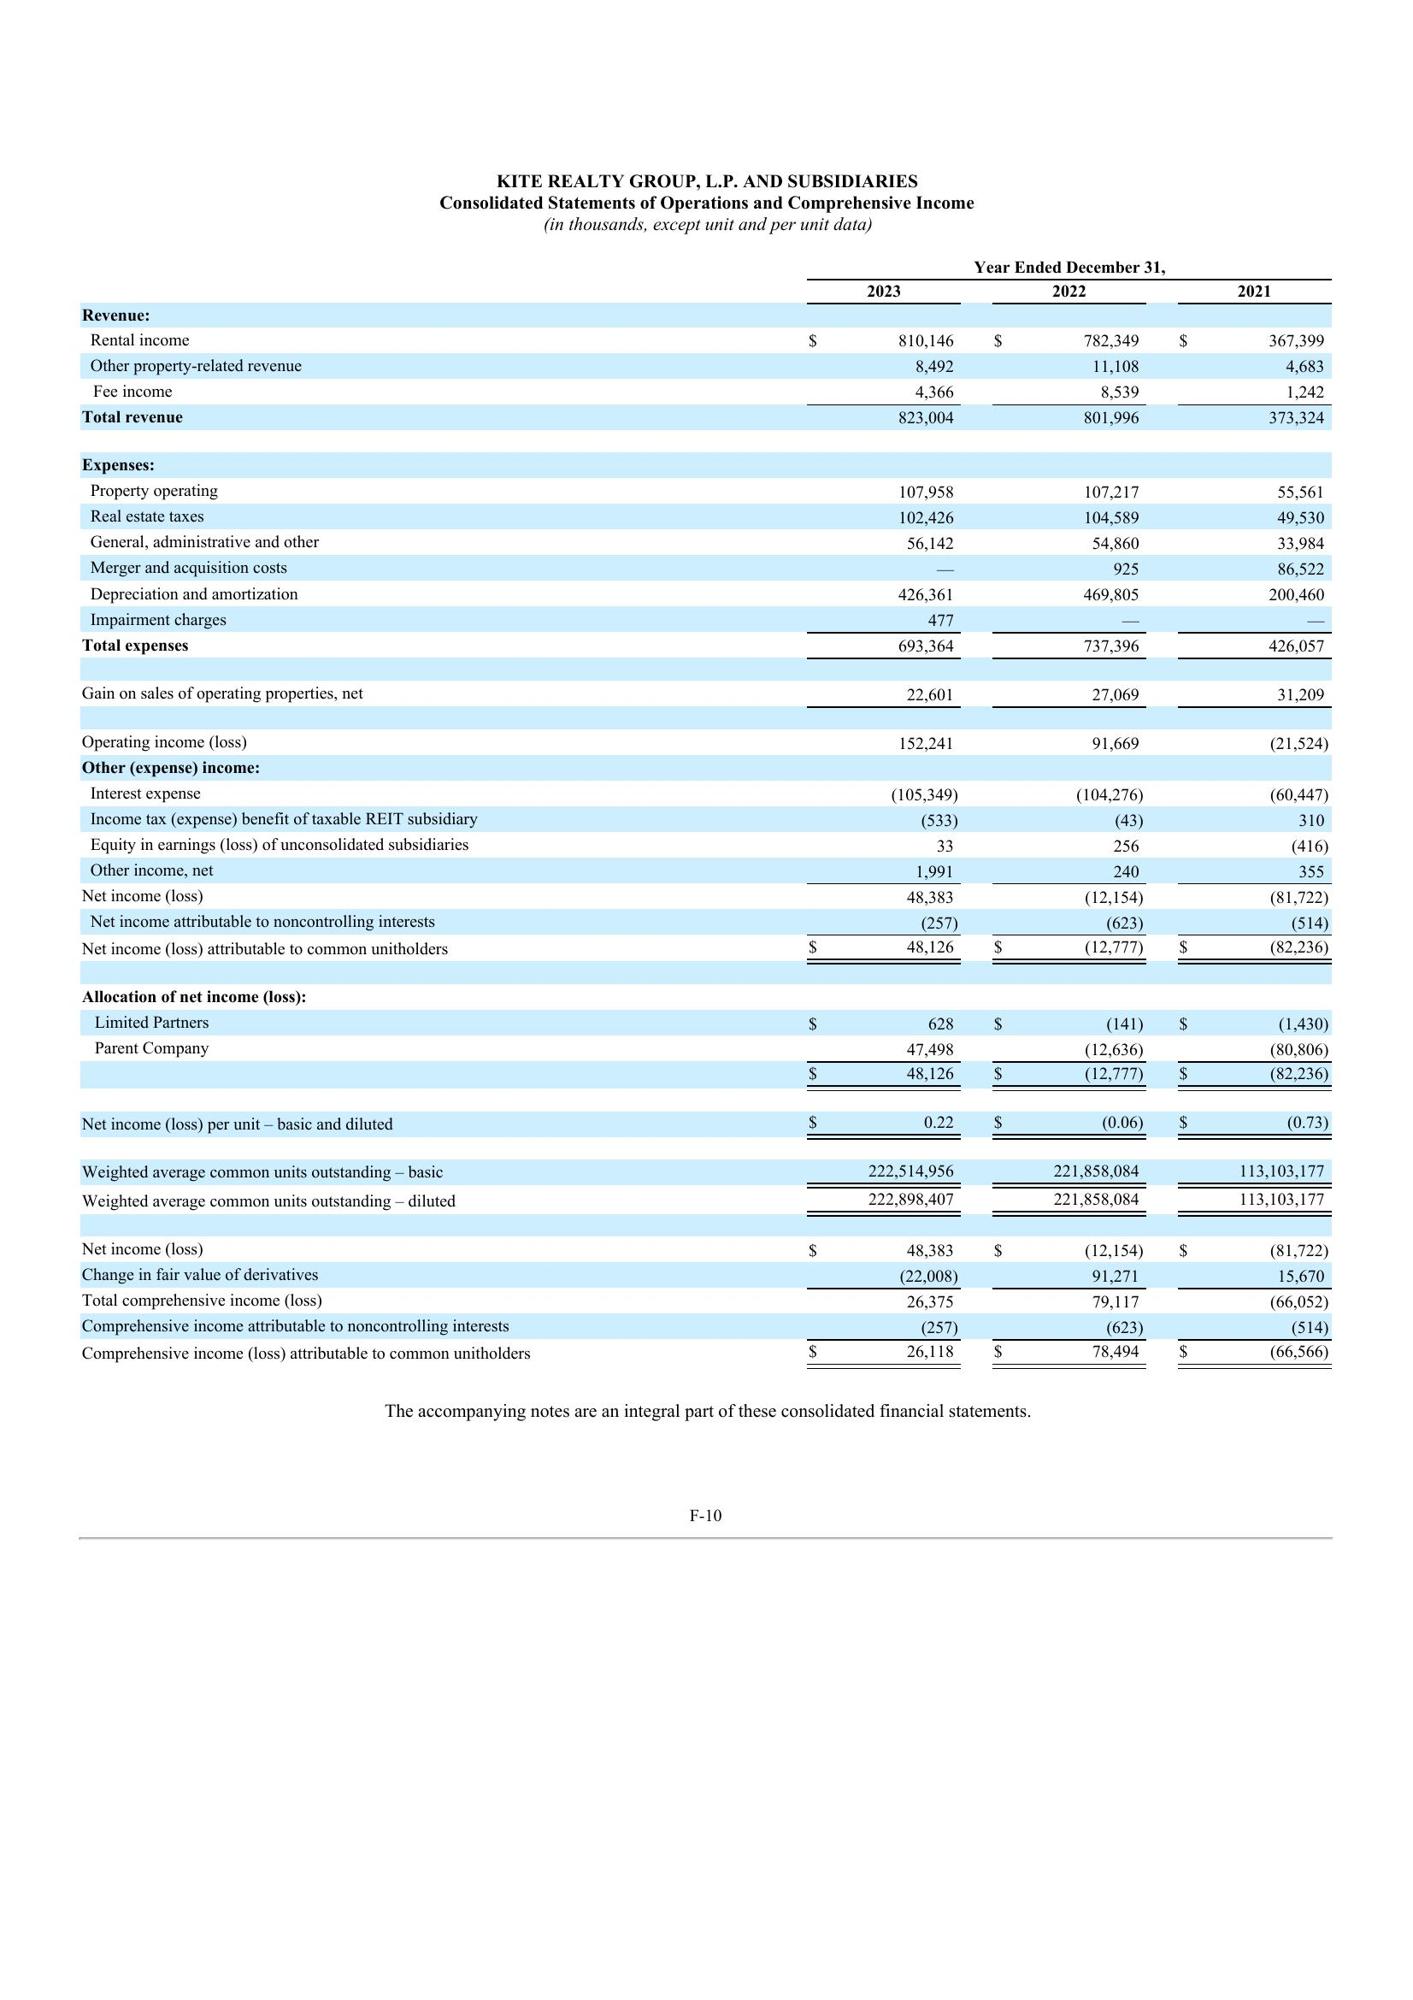 KITE REALTY GROUP, L.P. AND SUBSIDIARIES
Consolidated Statements of Operations and Comprehensive Income
(in thousands, except unit and per unit data)
Year Ended December 31,
2023 2022 2021
Revenue:
Rental income $ 810,146 $ 782,349 $ 367,399
Other property-related revenue 8,492 11,108 4,683
Fee income 4,366 8,539 1,242
Total revenue 823,004 801,996 373,324
Expenses:
Property operating 107,958 107,217 55,561
Real estate taxes 102,426 104,589 49,530
General, administrative and other 56,142 54,860 33,984
Merger and acquisition costs — 925 86,522
Depreciation and amortization 426,361 469,805 200,460
Impairment charges 477 — —
Total expenses 693,364 737,396 426,057
Gain on sales of operating properties, net 22,601 27,069 31,209
Operating income (loss) 152,241 91,669 (21,524)
Other (expense) income:
Interest expense (105,349) (104,276) (60,447)
Income tax (expense) benefit of taxable REIT subsidiary (533) (43) 310
Equity in earnings (loss) of unconsolidated subsidiaries 33 256 (416)
Other income, net 1,991 240 355
Net income (loss) 48,383 (12,154) (81,722)
Net income attributable to noncontrolling interests (257) (623) (514)
Net income (loss) attributable to common unitholders $ 48,126 $ (12,777) $ (82,236)
Allocation of net income (loss):
Limited Partners $ 628 $ (141) $ (1,430)
Parent Company 47,498 (12,636) (80,806)
$ 48,126 $ (12,777) $ (82,236)
Net income (loss) per unit – basic and diluted $ 0.22 $ (0.06) $ (0.73)
Weighted average common units outstanding – basic 222,514,956 221,858,084 113,103,177
Weighted average common units outstanding – diluted 222,898,407 221,858,084 113,103,177
Net income (loss) $ 48,383 $ (12,154) $ (81,722)
Change in fair value of derivatives (22,008) 91,271 15,670
Total comprehensive income (loss) 26,375 79,117 (66,052)
Comprehensive income attributable to noncontrolling interests (257) (623) (514)
Comprehensive income (loss) attributable to common unitholders $ 26,118 $ 78,494 $ (66,566)
The accompanying notes are an integral part of these consolidated financial statements.
F-10